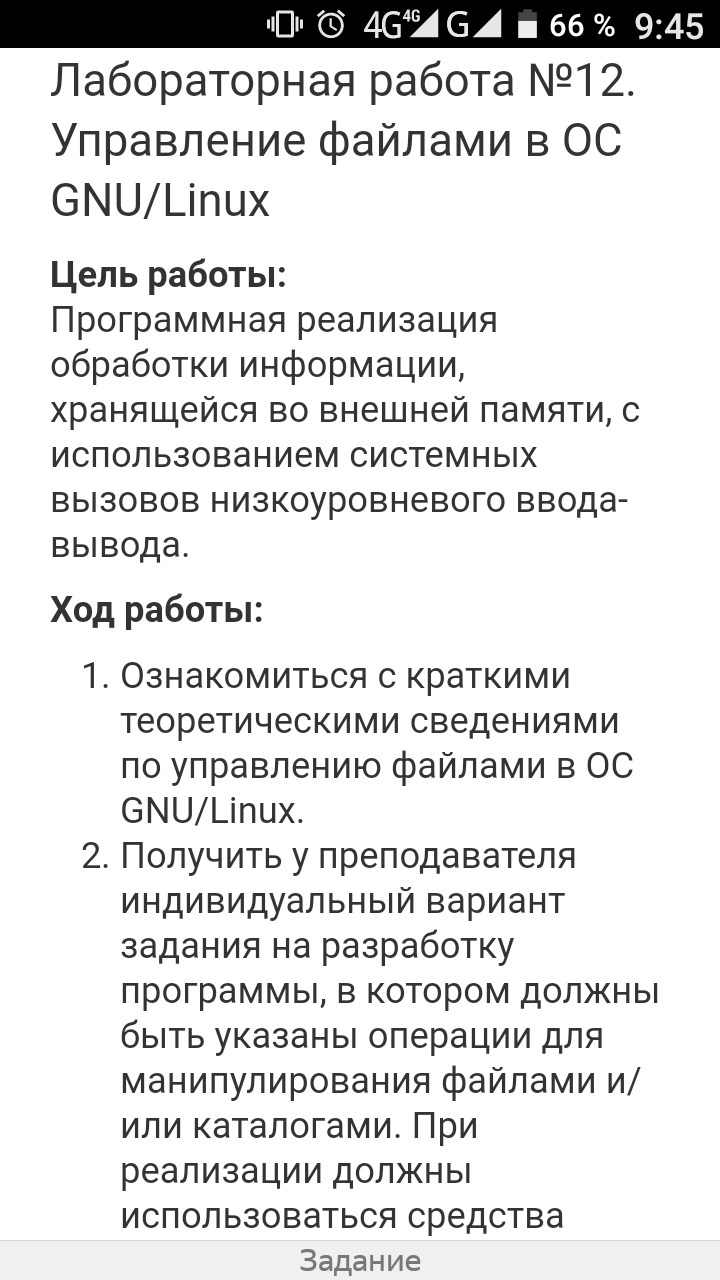 4G 4G G 66 % 9:45
Лабораторная работа №12.
Управление файлами в ОС
GNU/Linux
Цель работы:
Программная реализация
обработки информации,
хранящейся во внешней памяти, с
использованием системных
вызовов низкоуровневого ввода-
вывода.
Ход работы:
1. Ознакомиться с краткими
теоретическими сведениями
по управлению файлами в ОС
GNU/Linux.
2. Получить у преподавателя
индивидуальный вариант
задания на разработку
программы, в котором должны
быть указаны операции для
манипулирования файлами и/
или каталогами. При
реализации должны
использоваться средства
Задание